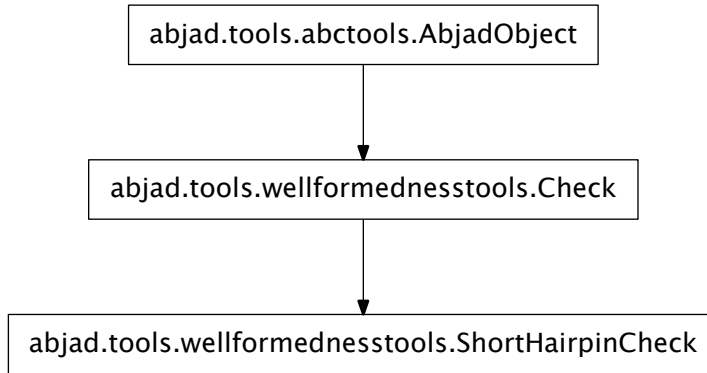 abjad.tools.abctools.AbjadObject
abjad.tools.wellformednesstools.Check
abjad.tools.wellformednesstools.ShortHairpinCheck